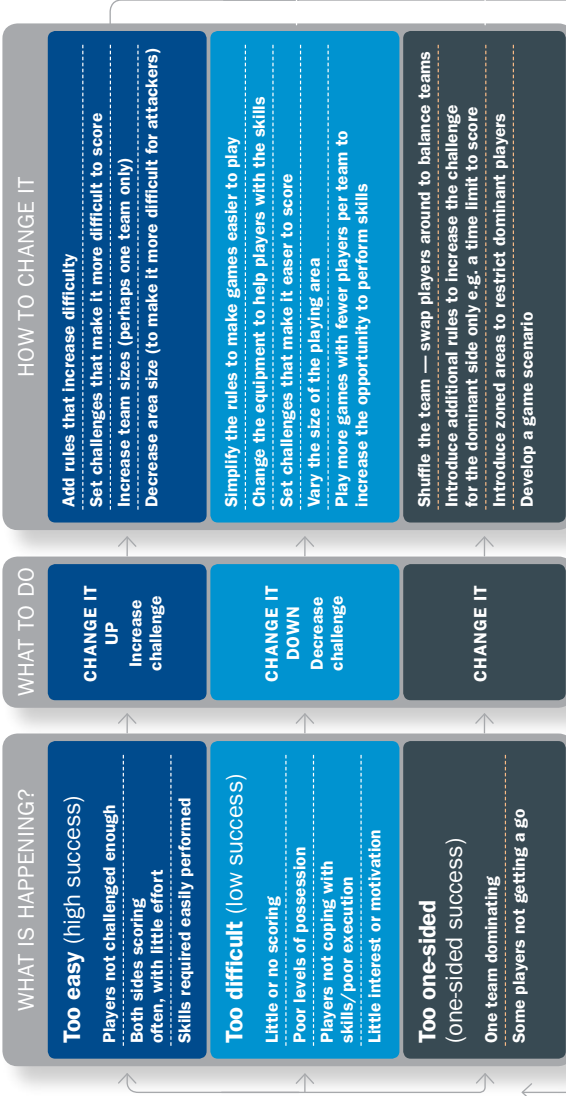 WHAT IS HAPPENING?
Too easy (high success)
Players not challenged enough
Both sides scoring
often, with little effort
Skills required easily performed
Too difficult (low success)
Little or no scoring
Poor levels of possession
Players not coping with
skills/poor execution
Little interest or motivation
Too one-sided
(one-sided success)
One team dominating
Some players not getting a go
WHAT TO DO
CHANGE IT
UP
Increase
challenge
CHANGE IT
DOWN
Decrease
challenge
CHANGE IT
HOW TO CHANGE IT
Add rules that increase difficulty
Set challenges that make it more difficult to score
Increase team sizes (perhaps one team only)
Decrease area size (to make it more difficult for attackers)
Simplify the rules to make games easier to play
Change the equipment to help players with the skills
Set challenges that make it easier to score
Vary the size of the playing area
Play more games with fewer players per team to
increase the opportunity to perform skills
Shuffle the team — swap players around to balance teams
Introduce additional rules to increase the challenge
for the dominant side only e.g. a time limit to score
Introduce zoned areas to restrict dominant players
Develop a game scenario